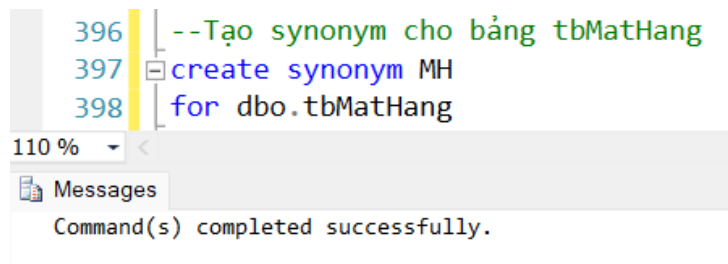 396 --Tạo synonym cho bảng tbMatHang
397 create synonym MH
398 for dbo.tbMatHang
110 %
Messages
Command(s) completed successfully.